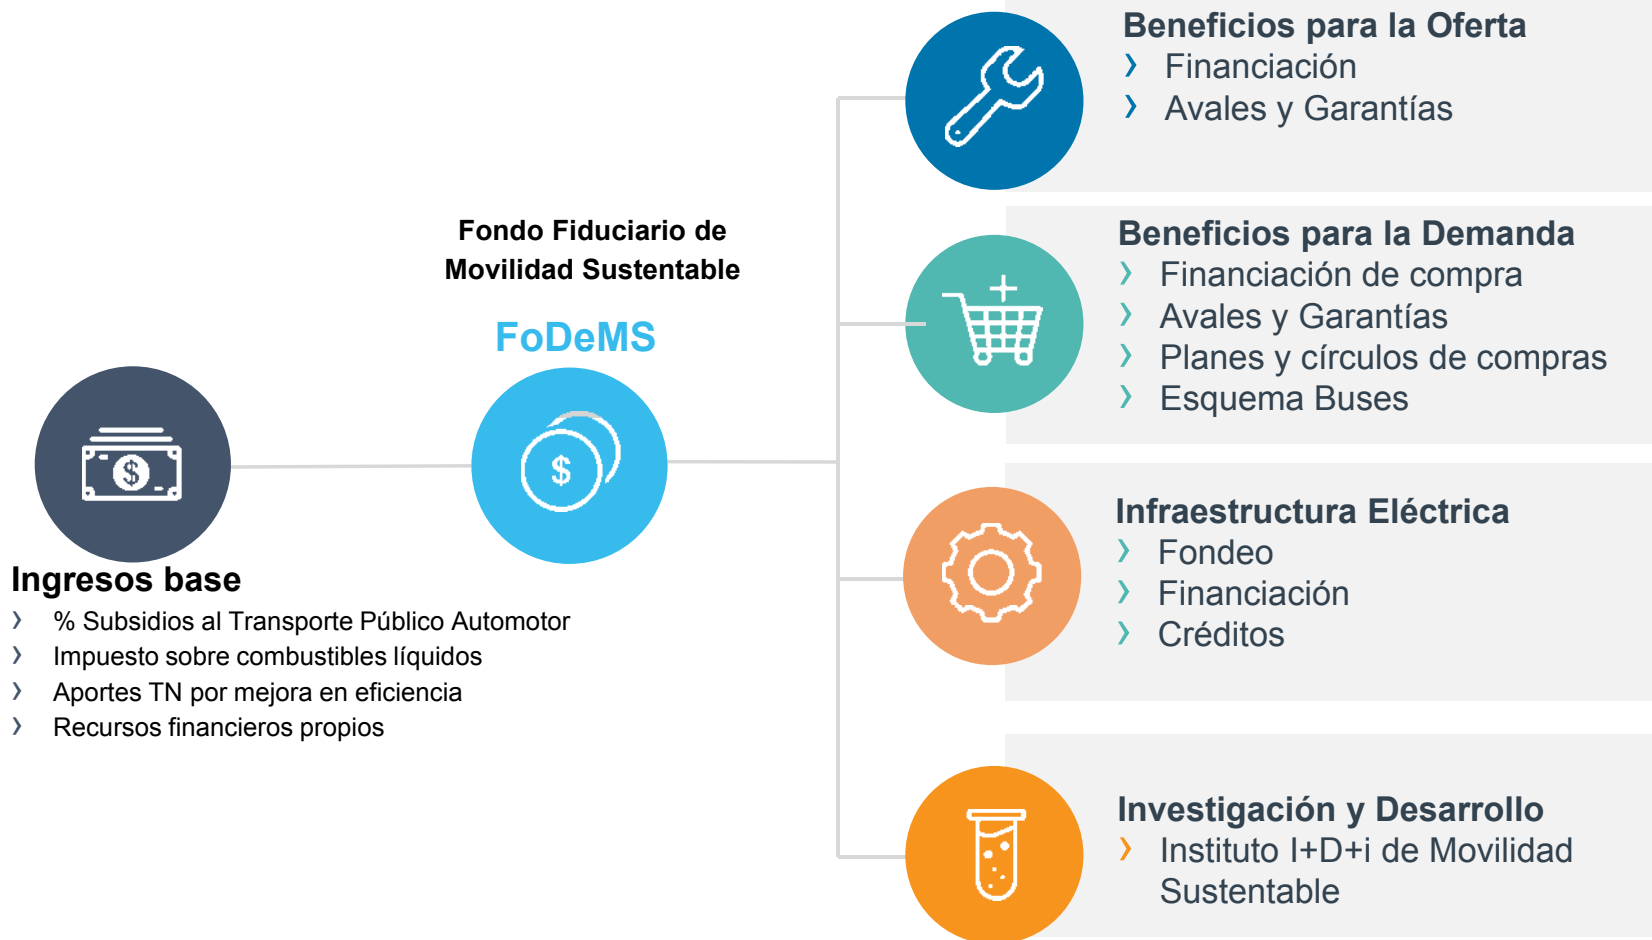 Ingresos base
› % Subsidios al Transporte Público Automotor
› Impuesto sobre combustibles líquidos
› Aportes TN por mejora en eficiencia
› Recursos financieros propios
Fondo Fiduciario de
Movilidad Sustentable
FoDeMS
$
$
Beneficios para la Oferta
› Financiación
› Avales y Garantías
Beneficios para la Demanda
› Financiación de compra
› Avales y Garantías
› Planes y círculos de compras
› Esquema Buses
Infraestructura Eléctrica
› Fondeo
› Financiación
› Créditos
Investigación y Desarrollo
› Instituto I+D+i de Movilidad
Sustentable